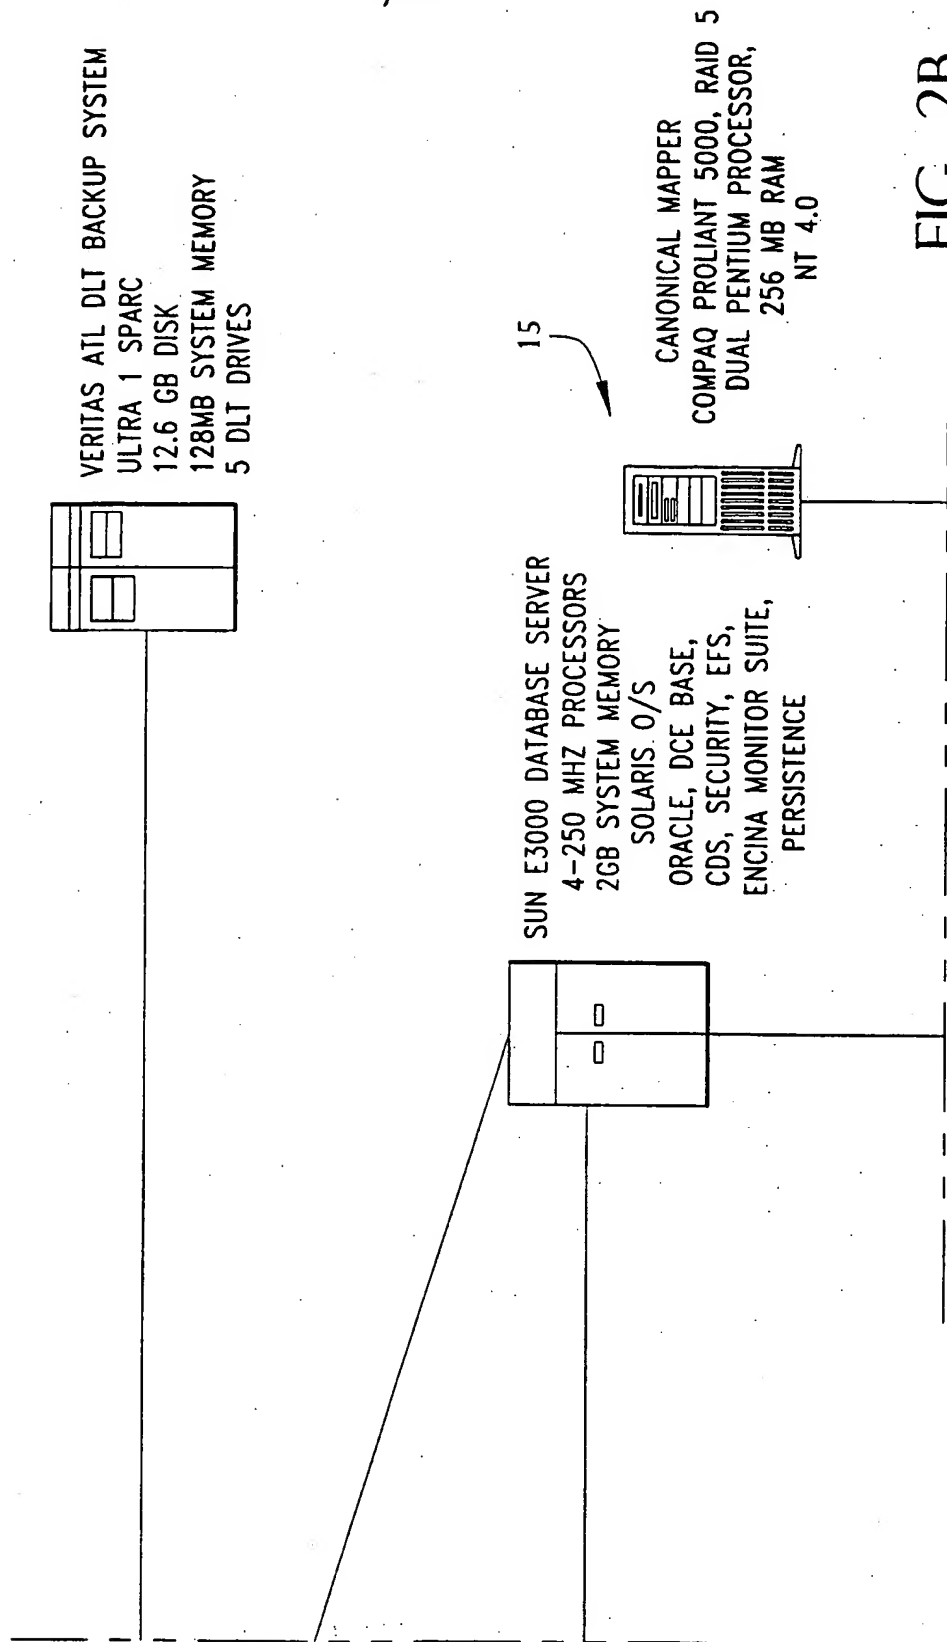 VERITAS ATL DLT BACKUP SYSTEM
ULTRA 1 SPARC
12.6 GB DISK
128MB SYSTEM MEMORY
5 DLT DRIVES
SUN E3000 DATABASE SERVER
4-250 MHZ PROCESSORS
2GB SYSTEM MEMORY
SOLARIS O/S
ORACLE, DCE BASE,
CDS, SECURITY, EFS,
ENCINA MONITOR SUITE,
PERSISTENCE
15
CANONICAL MAPPER
COMPAQ PROLIANT 5000, RAID 5
DUAL PENTIUM PROCESSOR,
256 MB RAM
NT 4.0
FIG. 2B